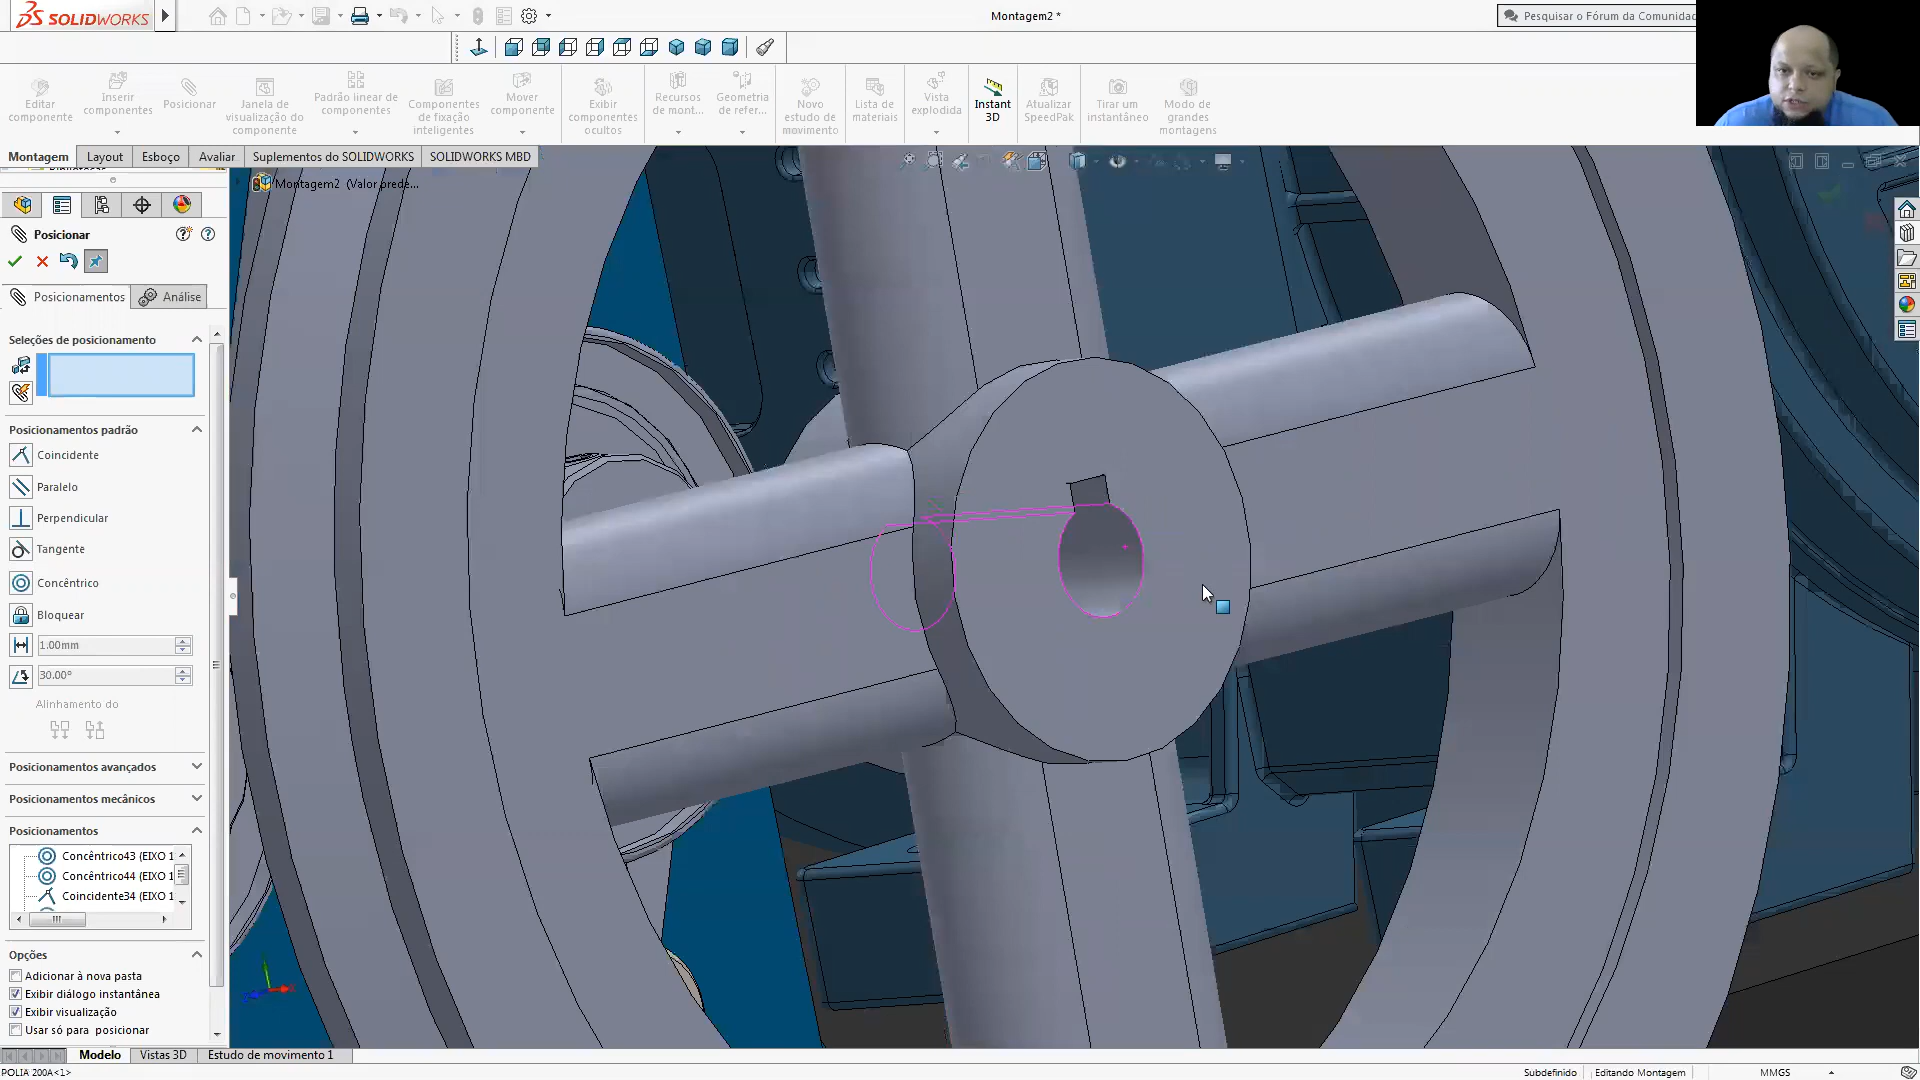 SOLIDWORKS
Montagem2 *
Pesquisar o Fórum da Comunidad
Editar componente
Inserir componentes
Posicionar
Janela de visualização do componente
Padrão linear de componentes
Componentes de fixação inteligentes
Mover componente
Exibir componentes ocultos
Recursos de mont...
Geometria de refer...
Novo estudo de movimento
Lista de materiais
Vista explodida
Instant 3D
Atualizar SpeedPak
Tirar um instantâneo
Modo de grandes montagens
Montagem
Layout
Esboço
Avaliar
Suplementos do SOLIDWORKS
SOLIDWORKS MBD
Montagem2 (Valor prede...
Posicionar
Posicionamentos
Análise
Seleções de posicionamento
Posicionamentos padrão
Coincidente
Paralelo
Perpendicular
Tangente
Concêntrico
Bloquear
1.00mm
30.00°
Alinhamento do
Posicionamentos avançados
Posicionamentos mecânicos
Posicionamentos
Concêntrico43 (EIXO 1
Concêntrico44 (EIXO 1
Coincidente34 (EIXO 1
Opções
Adicionar à nova pasta
Exibir diálogo instantânea
Exibir visualização
Usar só para posicionar
Modelo
Vistas 3D
Estudo de movimento 1
POLIA 200A<1>
Subdefinido
Editando Montagem
MMGS